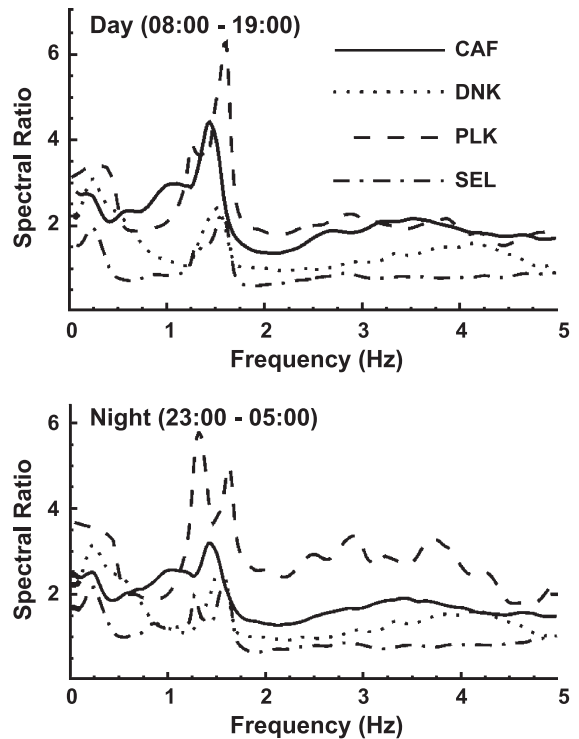 Day (08:00 - 19:00)
CAF
DNK
PLK
SEL
Spectral Ratio
6
4
2
0 1 2 3 4 5
Frequency (Hz)
Night (23:00 - 05:00)
Spectral Ratio
6
4
2
0 1 2 3 4 5
Frequency (Hz)